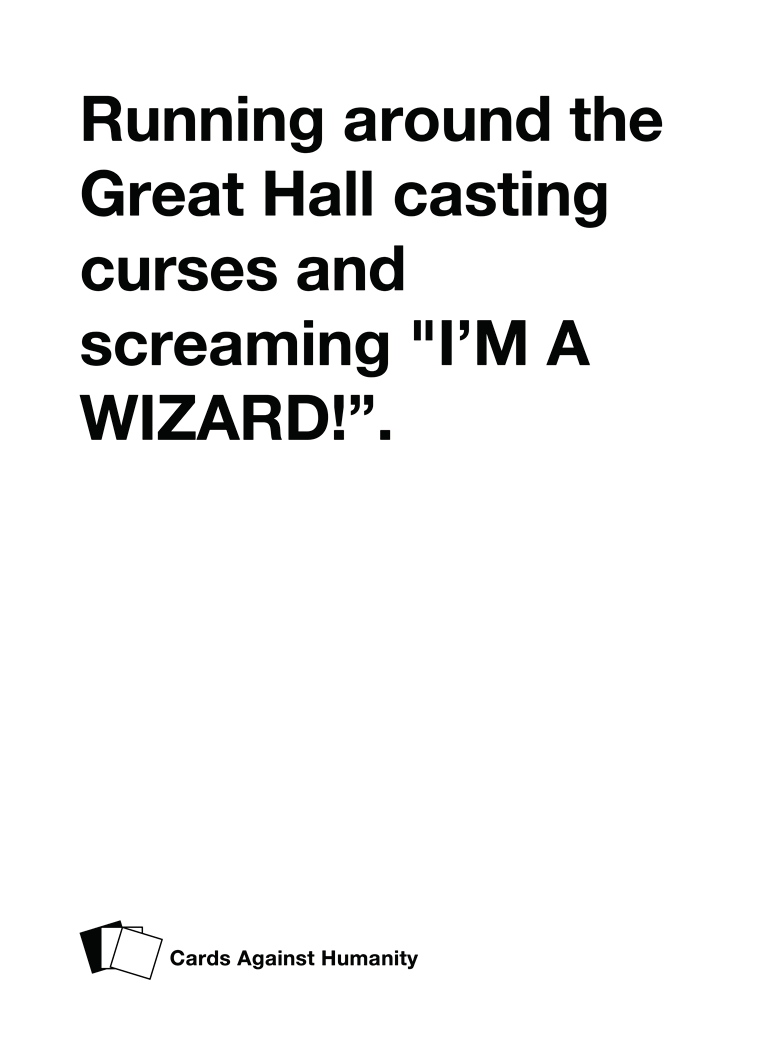 Running around the
Great Hall casting
curses and
screaming "I’M A
WIZARD!”.
Cards Against Humanity